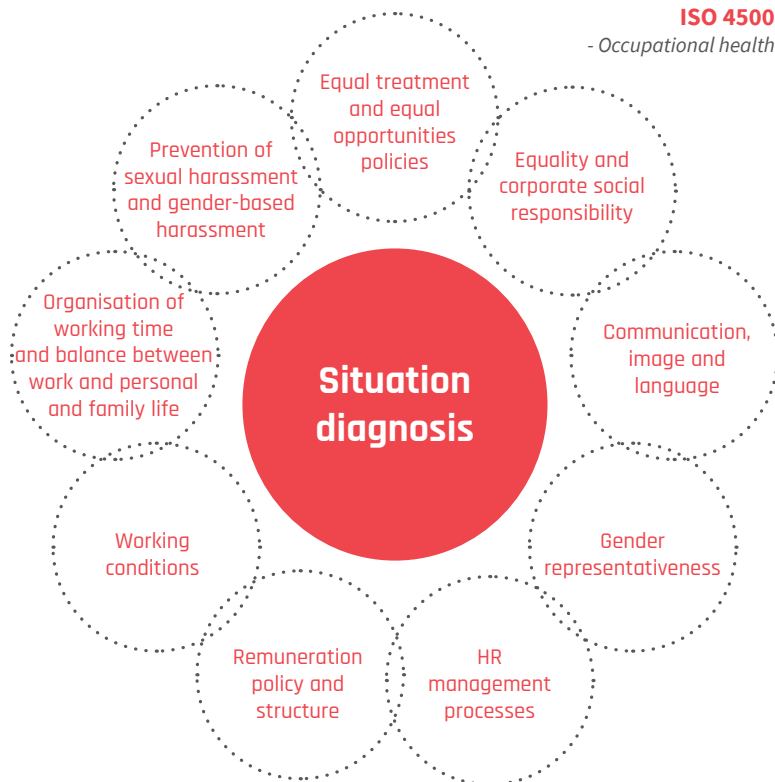 ISO 4500
- Occupational health
Equal treatment
and equal
opportunities
policies
Equality and
corporate social
responsibility
Communication,
image and
language
Gender
representativeness
HR
management
processes
Remuneration
policy and
structure
Working
conditions
Organisation of
working time
and balance between
work and personal
and family life
Prevention of
sexual harassment
and gender-based
harassment
Situation
diagnosis